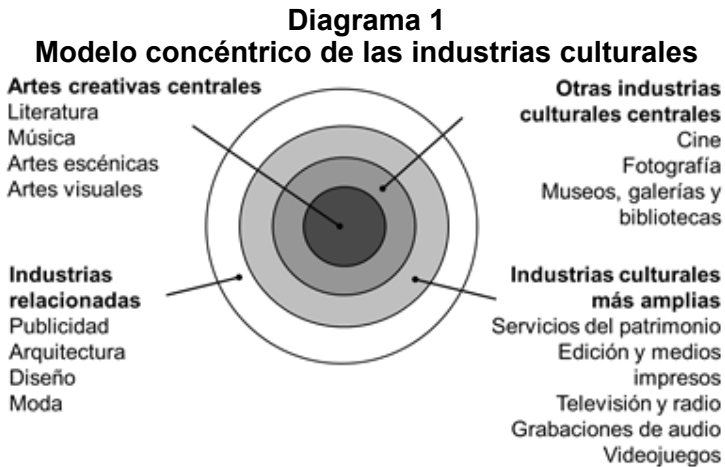 Diagrama 1
Modelo concéntrico de las industrias culturales
Artes creativas centrales
Literatura
Música
Artes escénicas
Artes visuales
Otras industrias
culturales centrales
Cine
Fotografía
Museos, galerías y
bibliotecas
Industrias
relacionadas
Publicidad
Arquitectura
Diseño
Moda
Industrias culturales
más amplias
Servicios del patrimonio
Edición y medios
impresos
Televisión y radio
Grabaciones de audio
Videojuegos